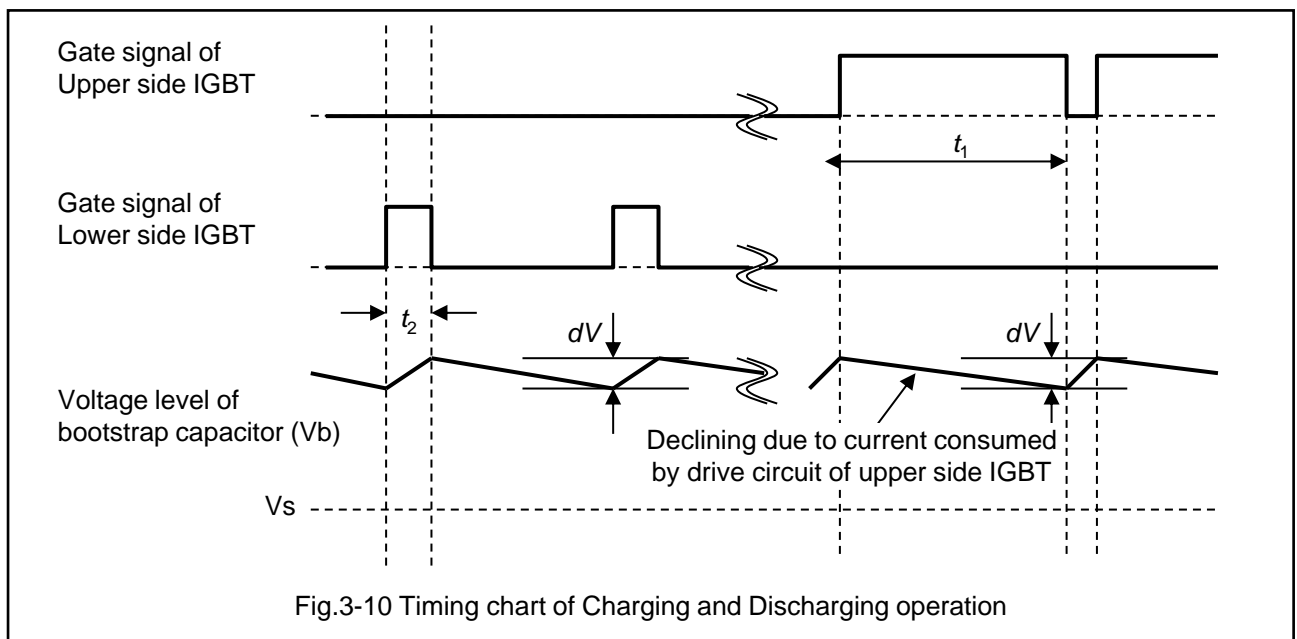 Gate signal of
Upper side IGBT
t1
Gate signal of
Lower side IGBT
t2
dV
dV
Voltage level of
bootstrap capacitor (Vb)
Declining due to current consumed
by drive circuit of upper side IGBT
Vs
Fig.3-10 Timing chart of Charging and Discharging operation